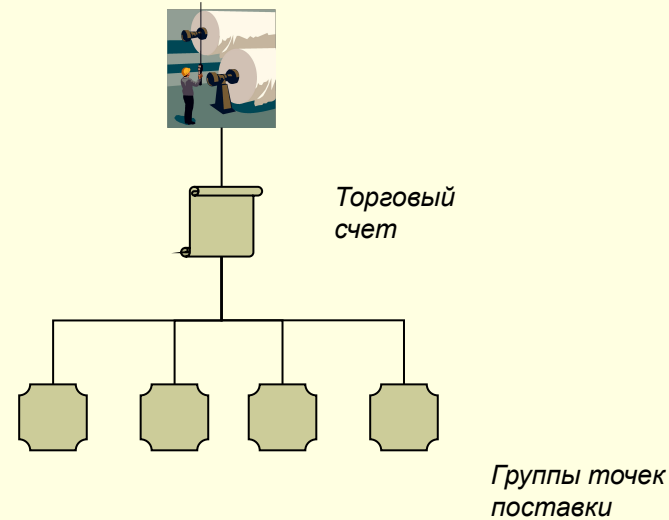 Торговый
счет
Группы точек
поставки